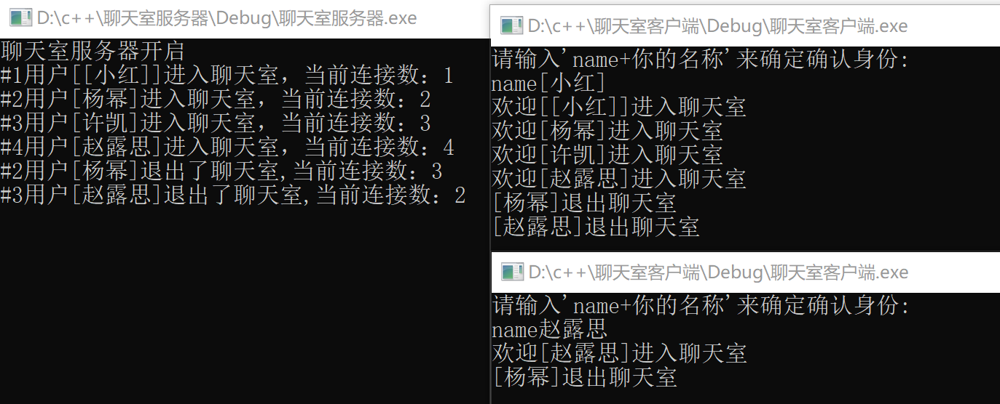 D:\c++\聊天室服务器\Debug\聊天室服务器.exe
聊天室服务器开启
#1用户[[小红]]进入聊天室，当前连接数：1
#2用户[杨幂]进入聊天室，当前连接数：2
#3用户[许凯]进入聊天室，当前连接数：3
#4用户[赵露思]进入聊天室，当前连接数：4
#2用户[杨幂]退出了聊天室,当前连接数：3
#3用户[赵露思]退出了聊天室,当前连接数：2
D:\c++\聊天室客户端\Debug\聊天室客户端.exe
请输入'name+你的名称'来确定确认身份:
name[小红]
欢迎[[小红]]进入聊天室
欢迎[杨幂]进入聊天室
欢迎[许凯]进入聊天室
欢迎[赵露思]进入聊天室
[杨幂]退出聊天室
[赵露思]退出聊天室
D:\c++\聊天室客户端\Debug\聊天室客户端.exe
请输入'name+你的名称'来确定确认身份:
name赵露思
欢迎[赵露思]进入聊天室
[杨幂]退出聊天室